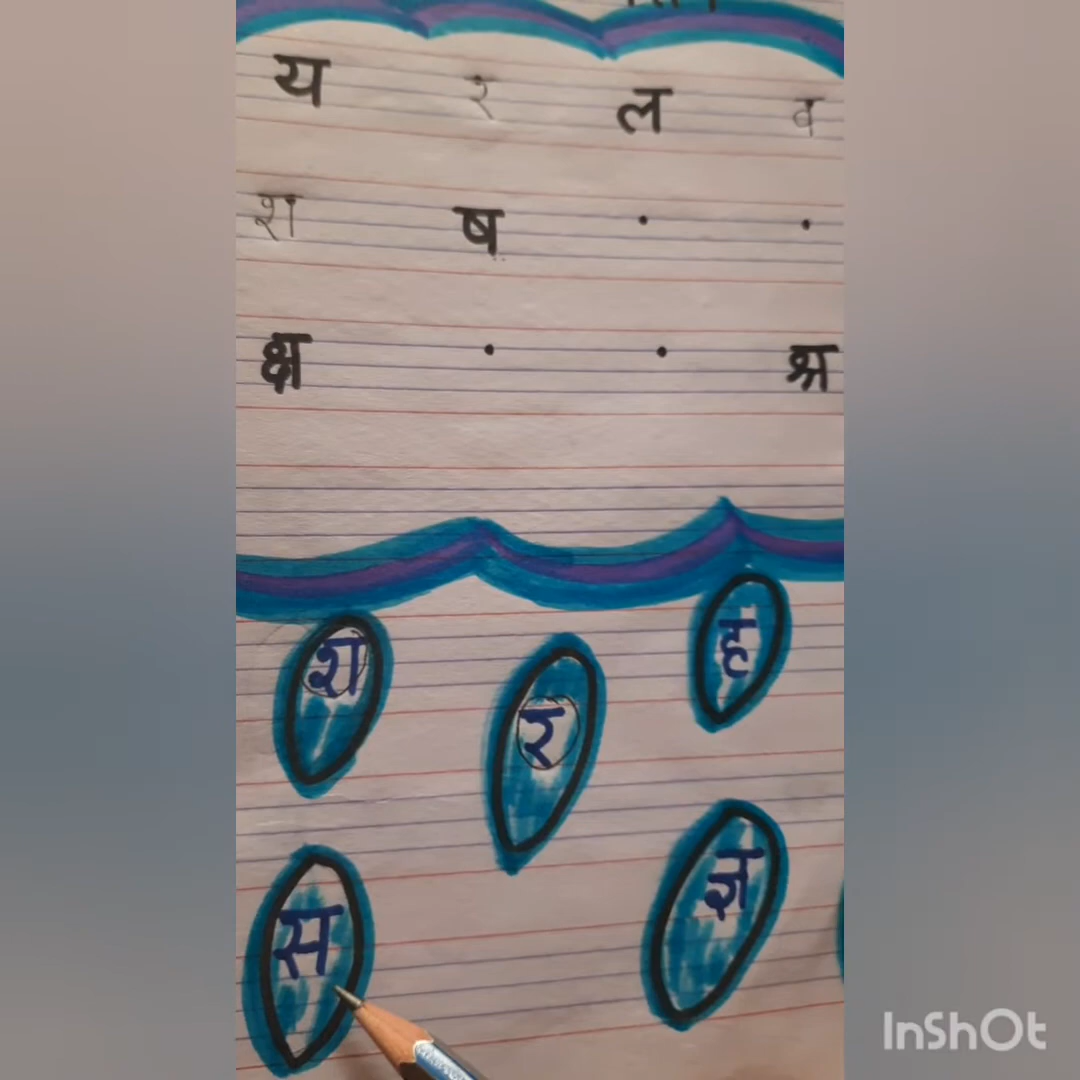 य र ल व
श ष . .
क्ष . . श्र
श र ह
स ज्ञ
InShOt